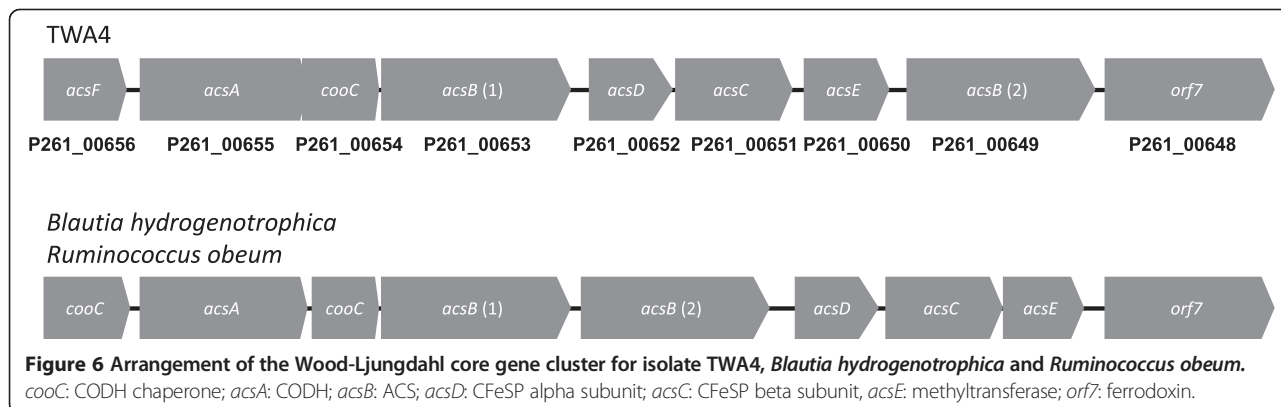 TWA4
acsF acsA cooC acsB (1) acsD acsC acsE acsB (2) orf7
P261_00656 P261_00655 P261_00654 P261_00653 P261_00652 P261_00651 P261_00650 P261_00649 P261_00648
Blautia hydrogenotrophica
Ruminococcus obeum
cooC acsA cooC acsB (1) acsB (2) acsD acsC acsE orf7
Figure 6 Arrangement of the Wood-Ljungdahl core gene cluster for isolate TWA4, Blautia hydrogenotrophica and Ruminococcus obeum.
cooC: CODH chaperone; acsA: CODH; acsB: ACS; acsD: CFeSP alpha subunit; acsC: CFeSP beta subunit, acsE: methyltransferase; orf7: ferrodoxin.